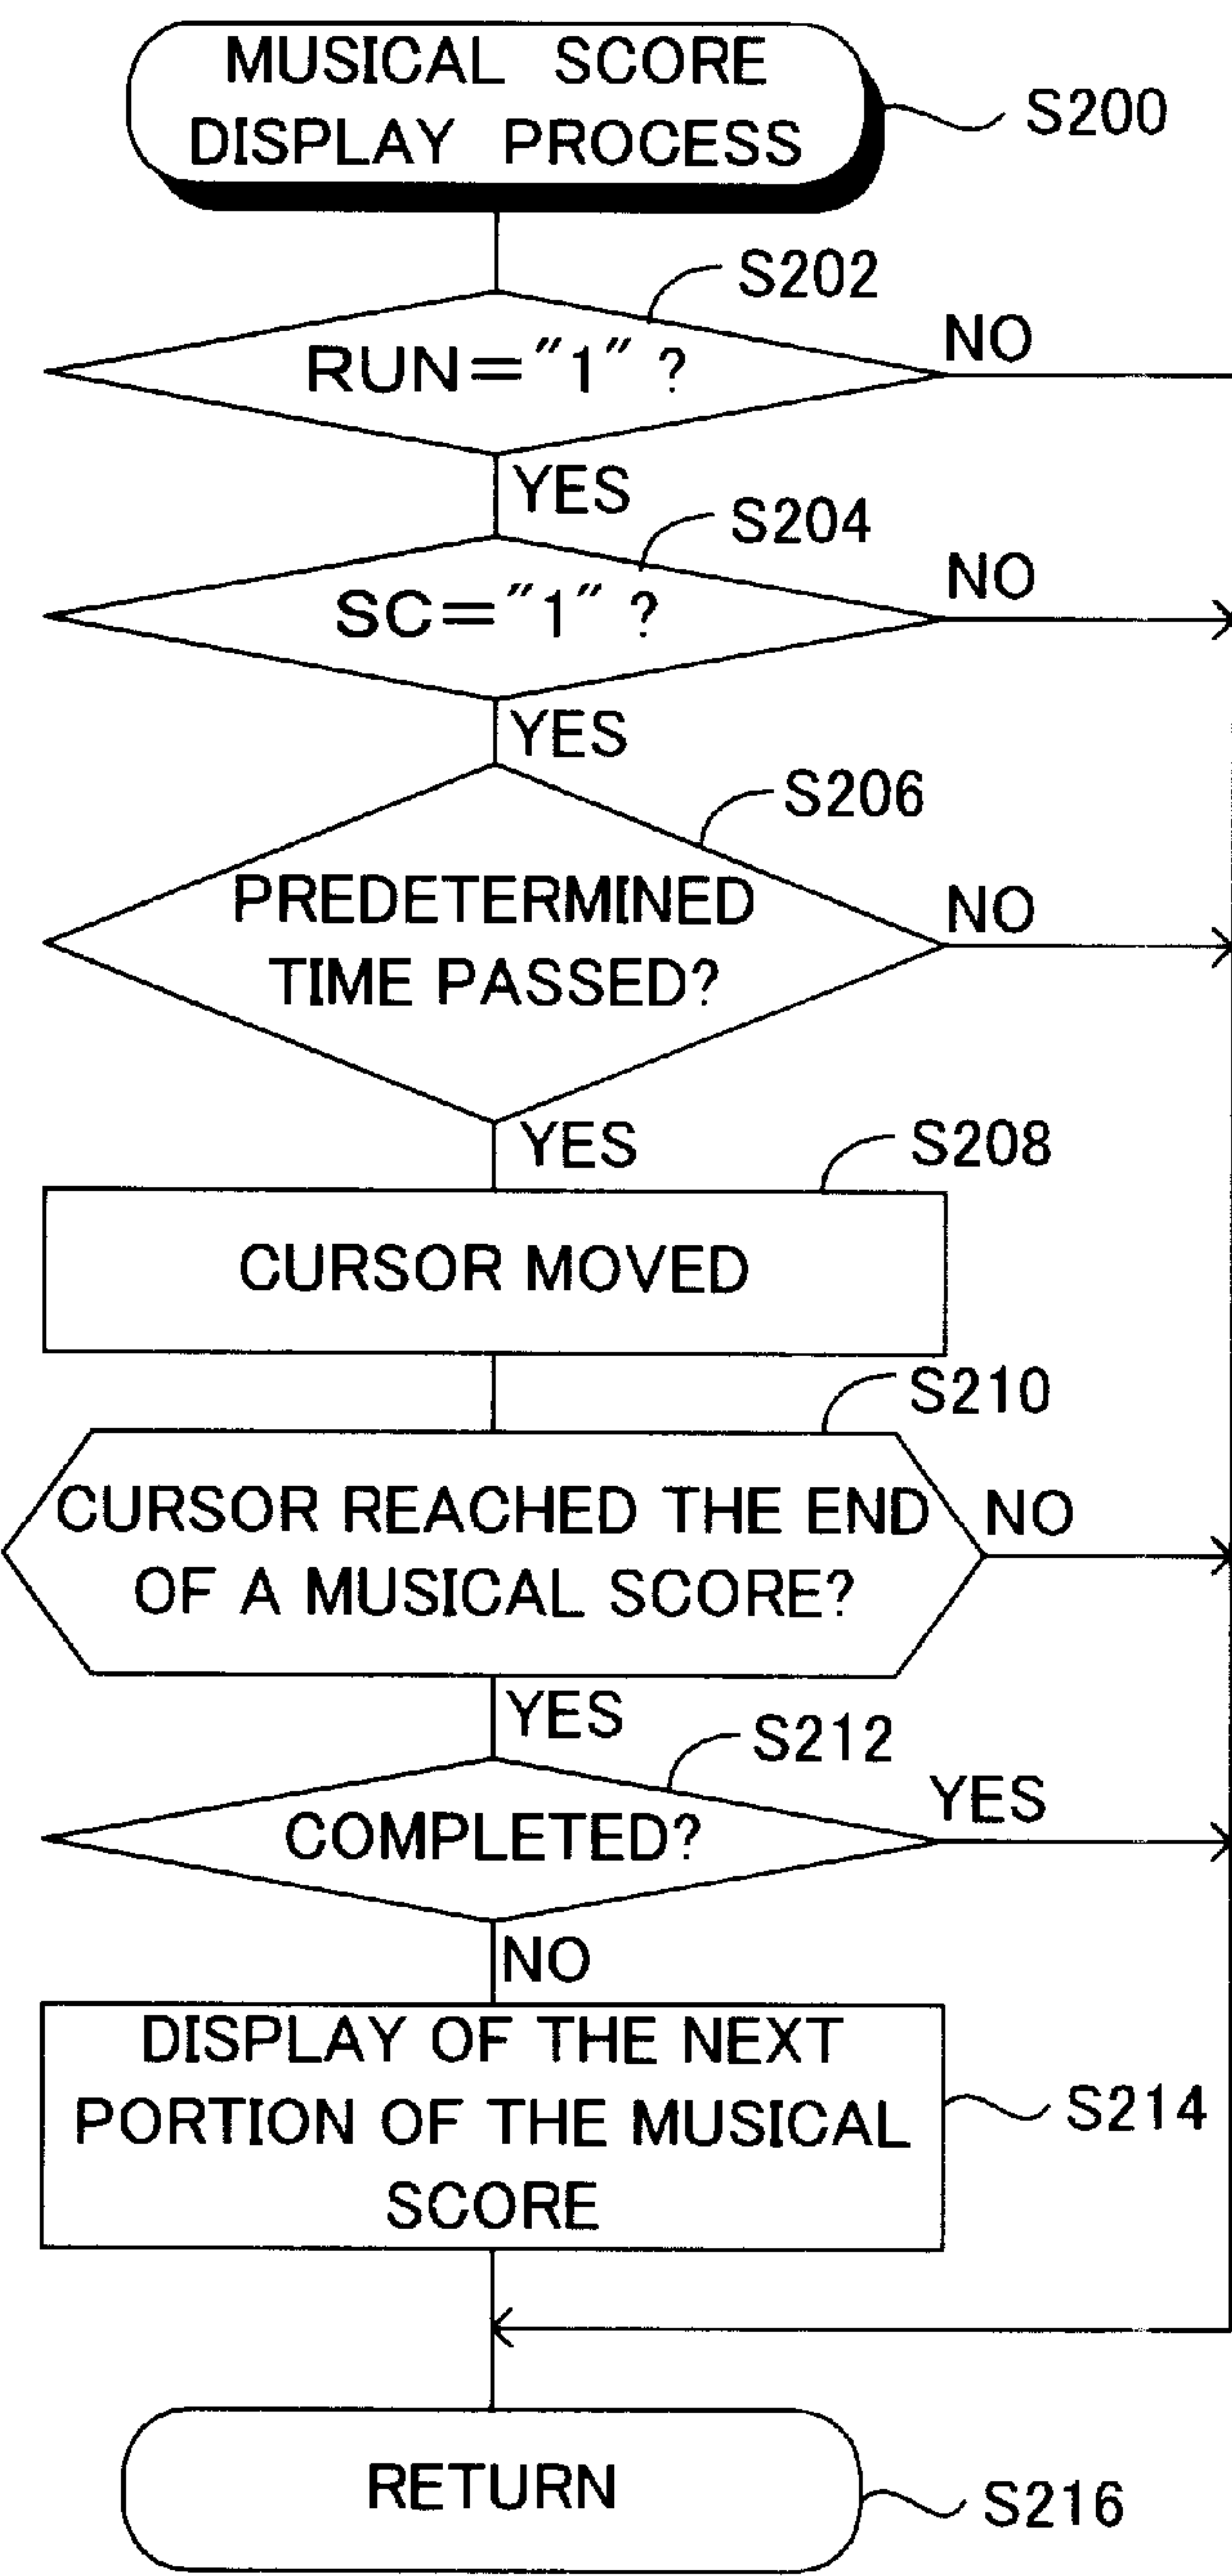 MUSICAL SCORE
DISPLAY PROCESS
S200
S202
RUN="1" ?
NO
YES
S204
SC="1" ?
NO
YES
S206
PREDETERMINED
TIME PASSED?
NO
YES
S208
CURSOR MOVED
S210
CURSOR REACHED THE END
OF A MUSICAL SCORE?
NO
YES
S212
COMPLETED?
YES
NO
DISPLAY OF THE NEXT
PORTION OF THE MUSICAL
SCORE
S214
RETURN
S216